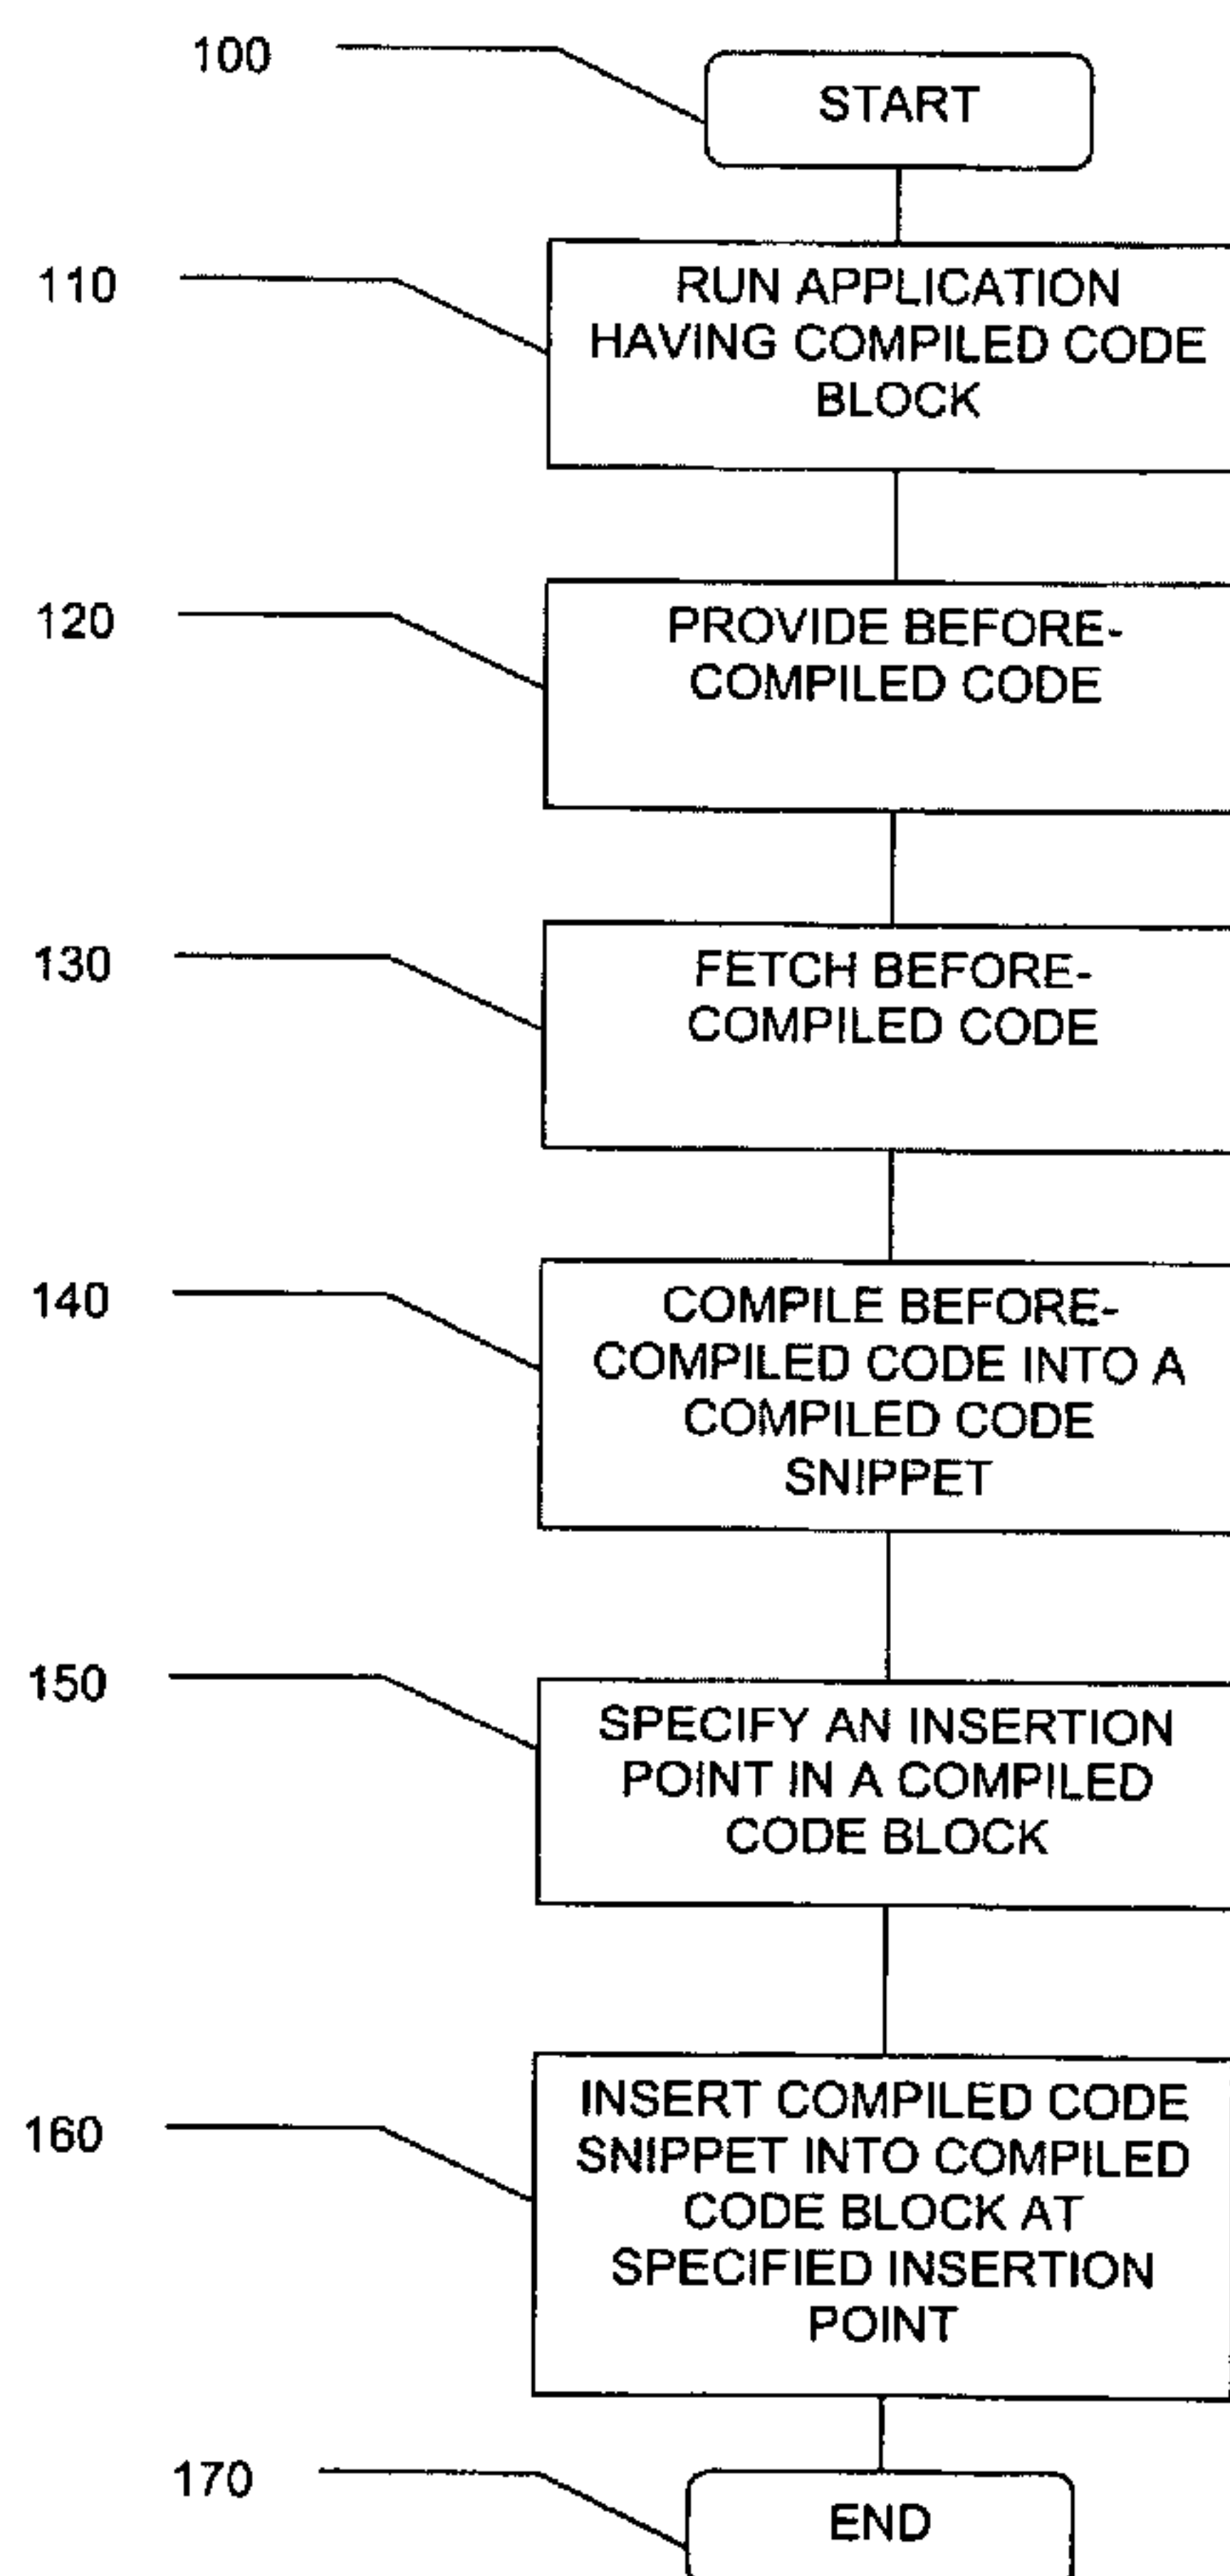 100
START
110
RUN APPLICATION
HAVING COMPILED CODE
BLOCK
120
PROVIDE BEFORE-
COMPILED CODE
130
FETCH BEFORE-
COMPILED CODE
140
COMPILE BEFORE-
COMPILED CODE INTO A
COMPILED CODE
SNIPPET
150
SPECIFY AN INSERTION
POINT IN A COMPILED
CODE BLOCK
160
INSERT COMPILED CODE
SNIPPET INTO COMPILED
CODE BLOCK AT
SPECIFIED INSERTION
POINT
170
END